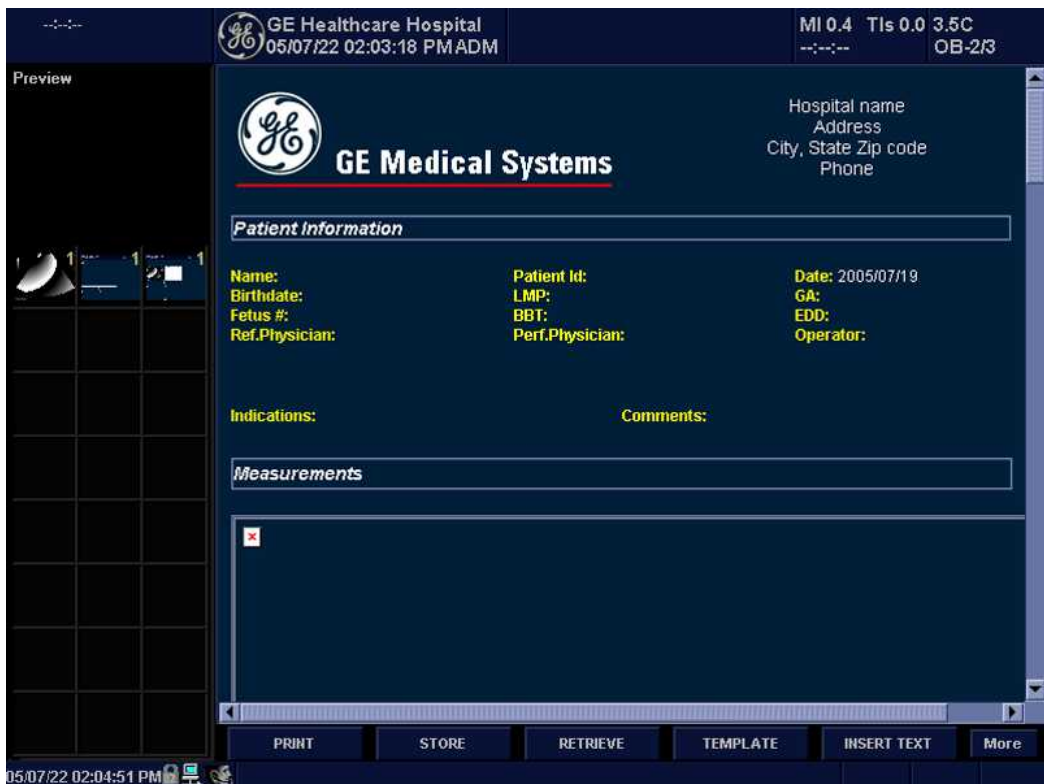 --:--:--
GE Healthcare Hospital
05/07/22 02:03:18 PM ADM
MI 0.4 TIs 0.0 3.5C
--:--:-- OB-2/3
Preview
1 1 1
GE Medical Systems
Hospital name
Address
City, State Zip code
Phone
Patient Information
Name: Patient Id: Date: 2005/07/19
Birthdate: LMP: GA:
Fetus #: BBT: EDD:
Ref.Physician: Perf.Physician: Operator:
Indications: Comments:
Measurements
PRINT STORE RETRIEVE TEMPLATE INSERT TEXT More
05/07/22 02:04:51 PM